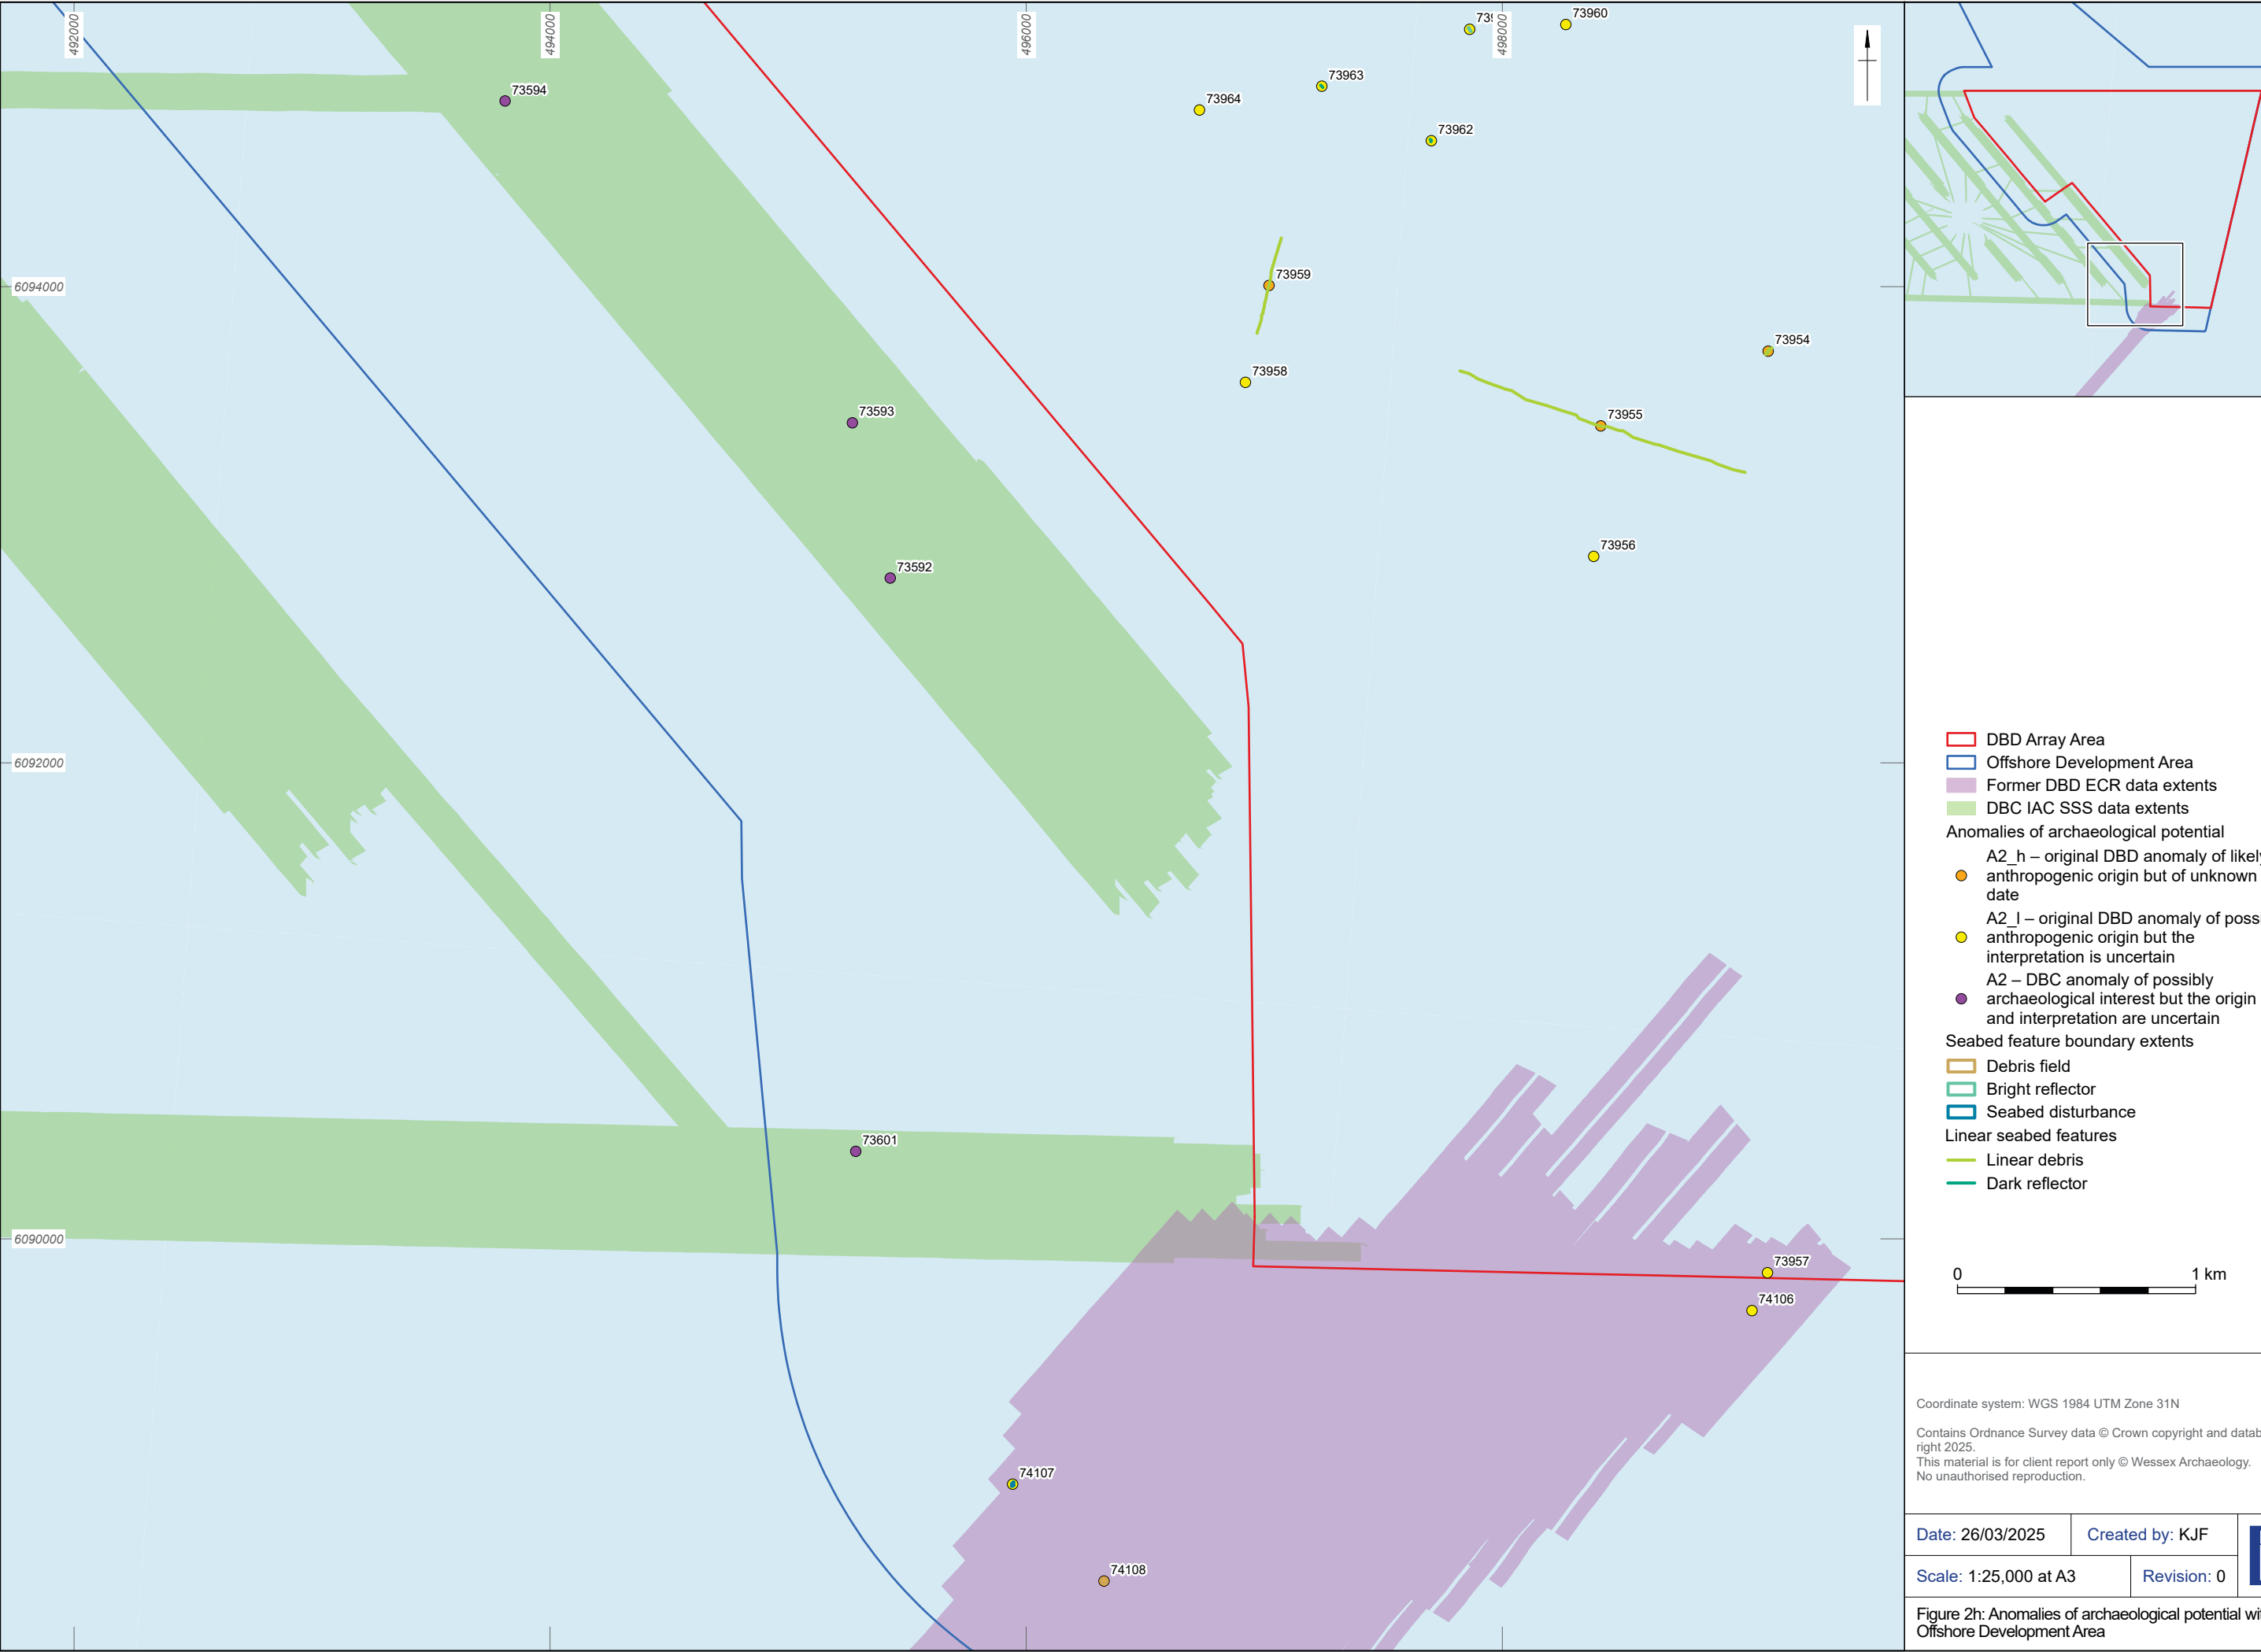 492000
494000
496000
498000
73960
73963
73964
73962
73594
6094000
73959
73954
73958
73955
73593
73956
73592
6092000
73601
6090000
73957
74106
74107
74108
DBD Array Area
Offshore Development Area
Former DBD ECR data extents
DBC IAC SSS data extents
Anomalies of archaeological potential
A2_h – original DBD anomaly of likely
anthropogenic origin but of unknown
date
A2_l – original DBD anomaly of
anthropogenic origin but the
interpretation is uncertain
A2 – DBC anomaly of possibly
archaeological interest but the origin
and interpretation are uncertain
Seabed feature boundary extents
Debris field
Bright reflector
Seabed disturbance
Linear seabed features
Linear debris
Dark reflector
0 1 km
Coordinate system: WGS 1984 UTM Zone 31N
Contains Ordnance Survey data © Crown copyright and
right 2025.
This material is for client report only © Wessex Archaeology.
No unauthorised reproduction.
Date: 26/03/2025 Created by: KJF
Scale: 1:25,000 at A3 Revision: 0
Figure 2h: Anomalies of archaeological potential
Offshore Development Area